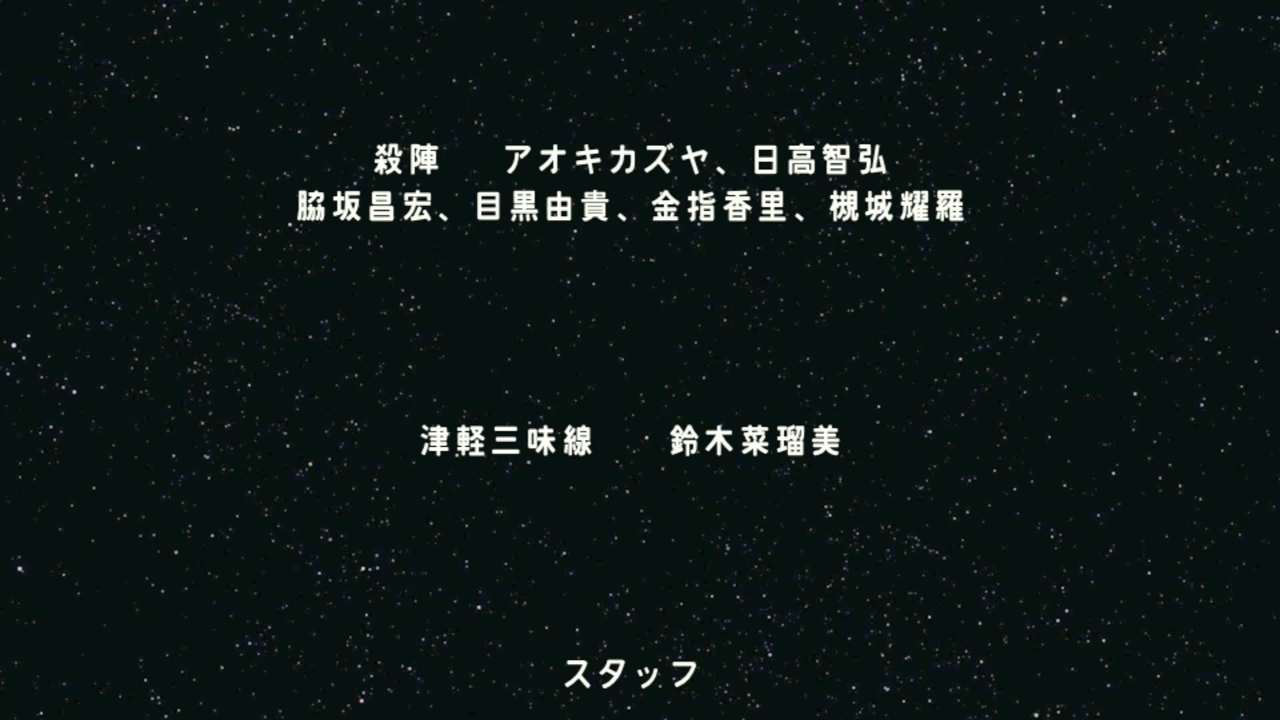 殺陣　アオキカズヤ、日高智弘
脇坂昌宏、目黒由貴、金指香里、槻城耀羅
津軽三味線　鈴木菜瑠美
スタッフ